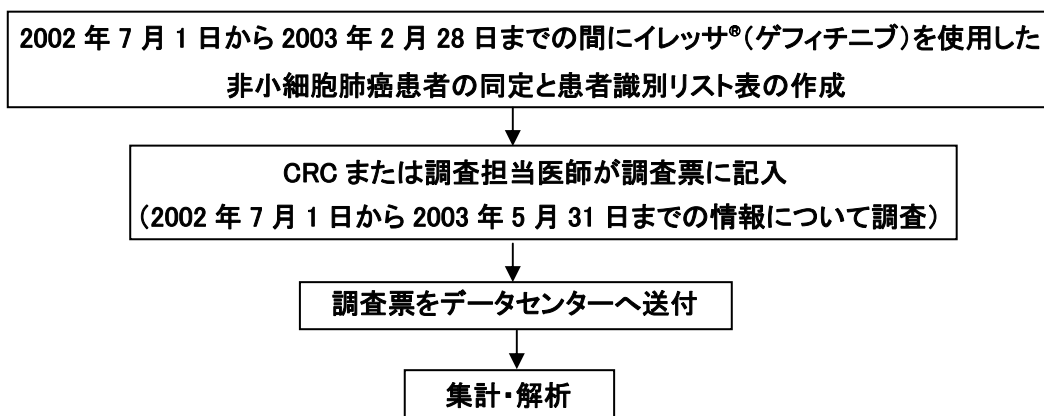 2002 年 7 月 1 日から 2003 年 2 月 28 日までの間にイレッサ®(ゲフィチニブ)を使用した
非小細胞肺癌患者の同定と患者識別リスト表の作成
CRC または調査担当医師が調査票に記入
(2002 年 7 月 1 日から 2003 年 5 月 31 日までの情報について調査)
調査票をデータセンターへ送付
集計・解析